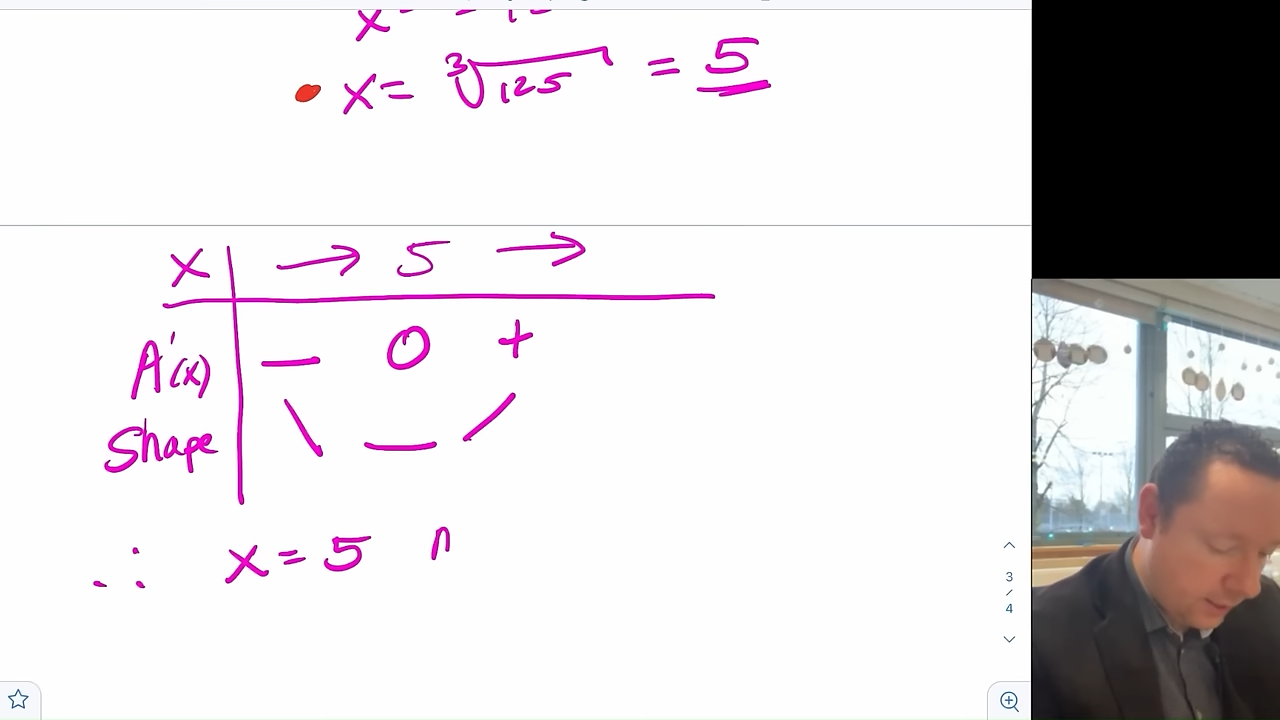 x = ∛125 = 5
x → 5 →
A'(x) — 0 +
Shape \ _ /
∴ x = 5 n
3
/
4